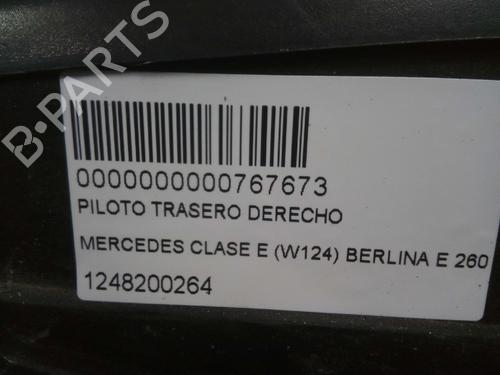 B-PARTS
0000000000767673
PILOTO TRASERO DERECHO
MERCEDES CLASE E (W124) BERLINA E 260
1248200264